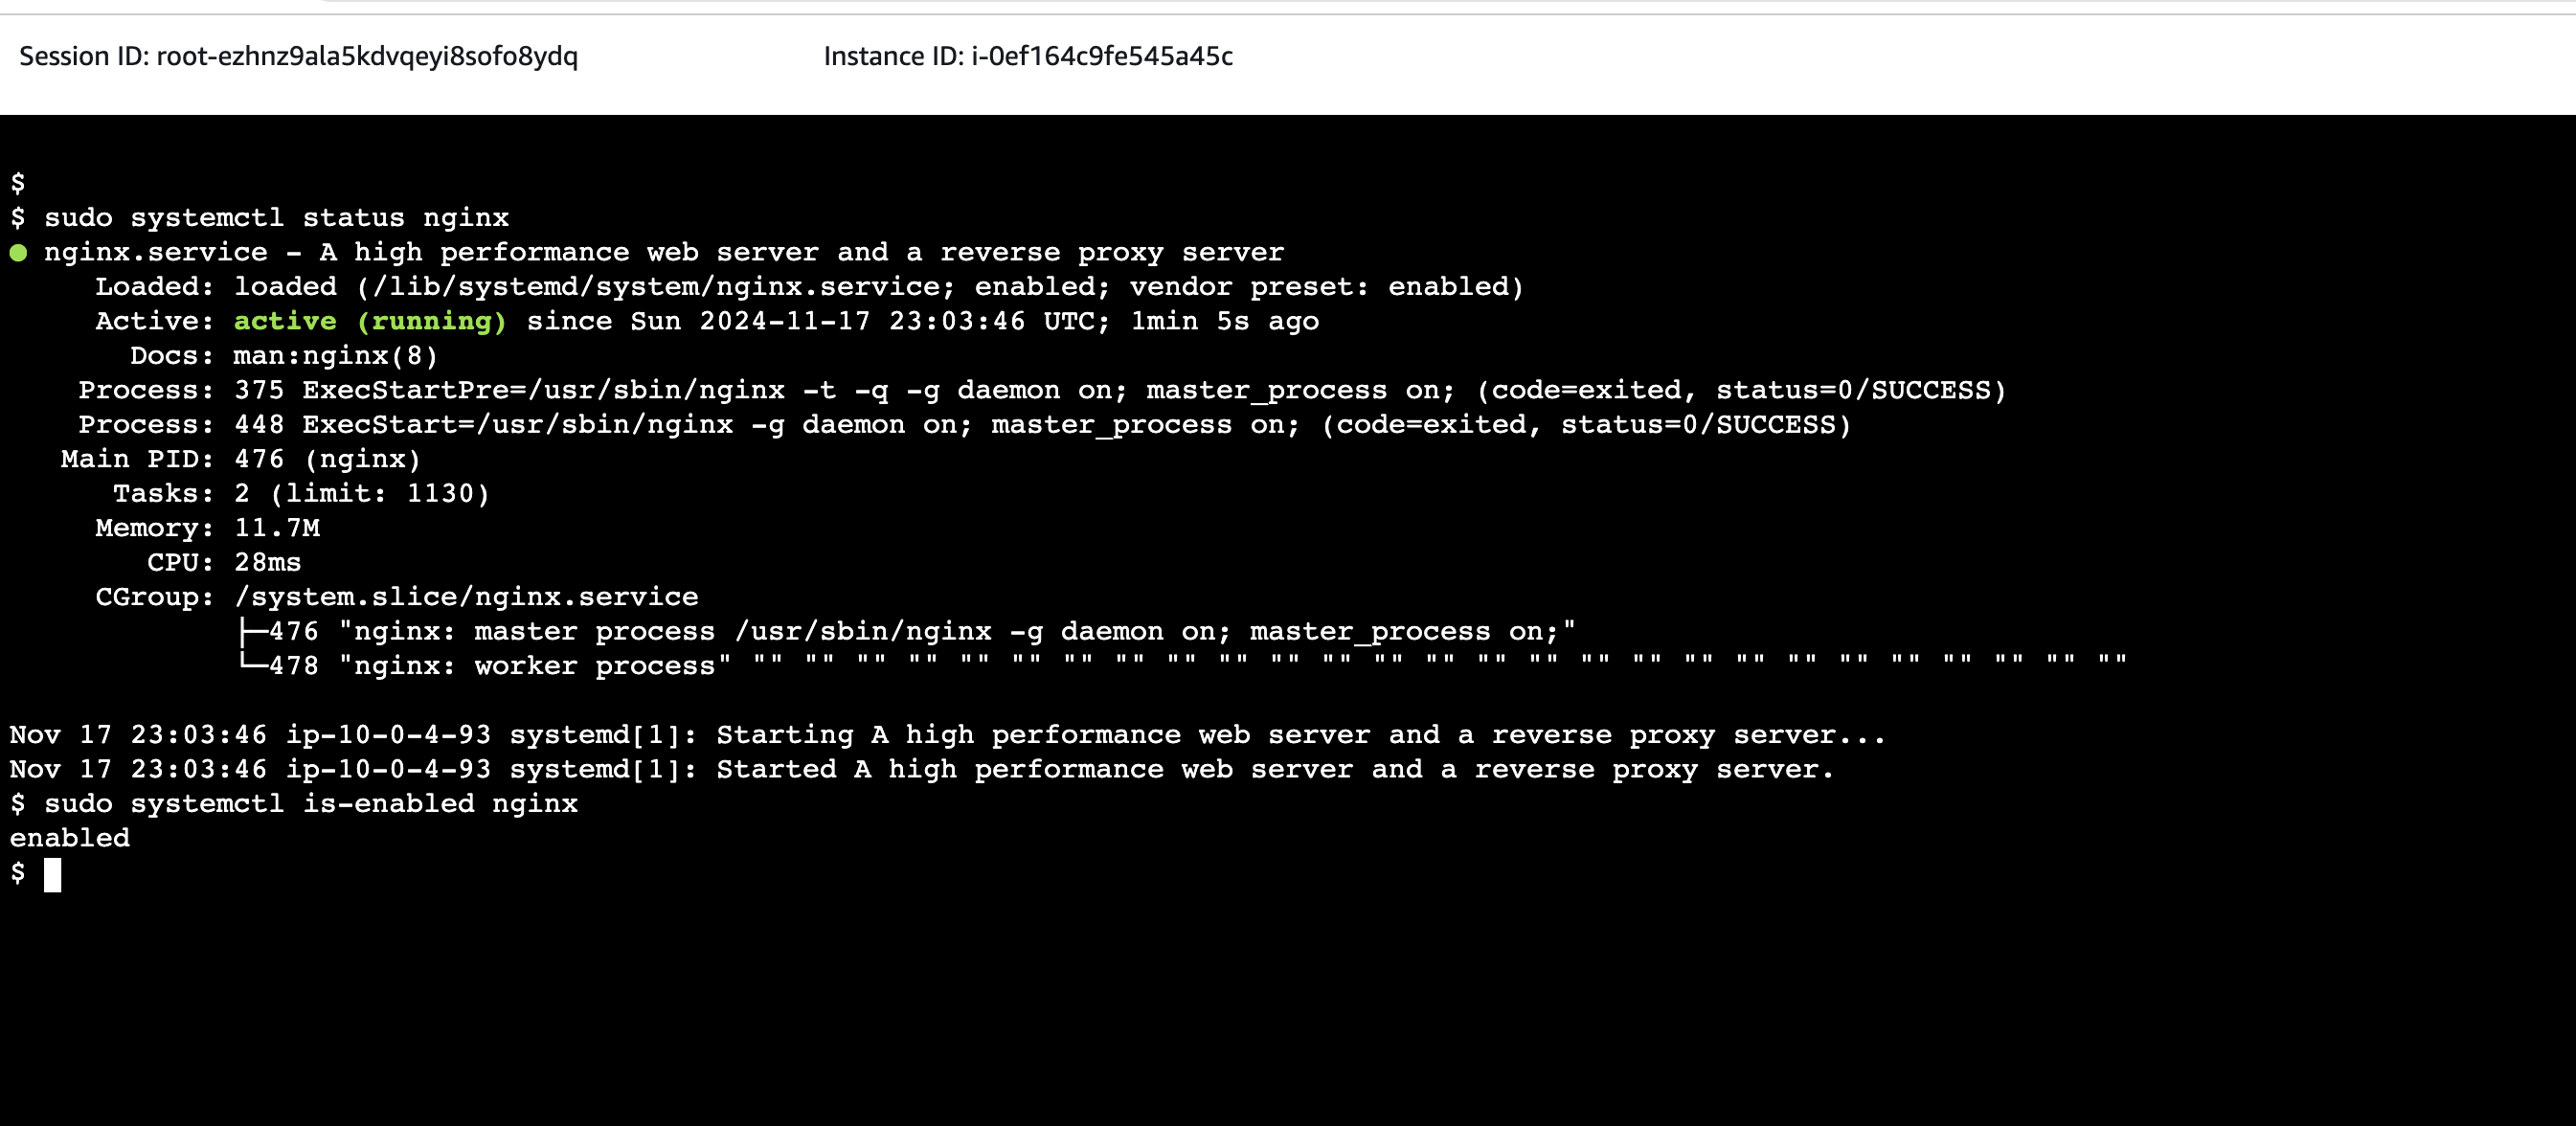 Session ID: root-ezhnz9ala5kdvqeyi8sofo8ydq Instance ID: i-0ef164c9fe545a45c
$
$ sudo systemctl status nginx
● nginx.service - A high performance web server and a reverse proxy server
     Loaded: loaded (/lib/systemd/system/nginx.service; enabled; vendor preset: enabled)
     Active: active (running) since Sun 2024-11-17 23:03:46 UTC; 1min 5s ago
       Docs: man:nginx(8)
    Process: 375 ExecStartPre=/usr/sbin/nginx -t -q -g daemon on; master_process on; (code=exited, status=0/SUCCESS)
    Process: 448 ExecStart=/usr/sbin/nginx -g daemon on; master_process on; (code=exited, status=0/SUCCESS)
   Main PID: 476 (nginx)
      Tasks: 2 (limit: 1130)
     Memory: 11.7M
        CPU: 28ms
     CGroup: /system.slice/nginx.service
             ├─476 "nginx: master process /usr/sbin/nginx -g daemon on; master_process on;"
             └─478 "nginx: worker process" "" "" "" "" "" "" "" "" "" "" "" "" "" "" "" "" "" "" "" "" "" "" "" "" "" "" ""

Nov 17 23:03:46 ip-10-0-4-93 systemd[1]: Starting A high performance web server and a reverse proxy server...
Nov 17 23:03:46 ip-10-0-4-93 systemd[1]: Started A high performance web server and a reverse proxy server.
$ sudo systemctl is-enabled nginx
enabled
$